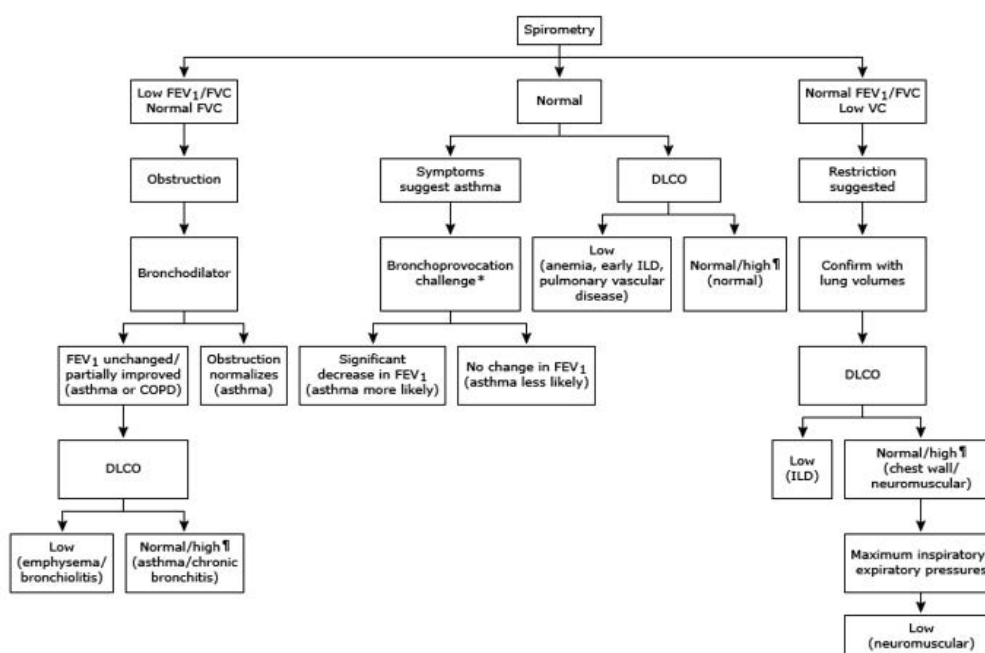 Spirometry
Low FEV1/FVC
Normal FVC
Normal
Normal FEV1/FVC
Low VC
Obstruction
Symptoms
suggest asthma
DLCO
Restriction
suggested
Bronchodilator
Bronchoprovocation
challenge*
Low
(anemia, early ILD,
pulmonary vascular
disease)
Normal/high¶
(normal)
Confirm with
lung volumes
FEV1 unchanged/
partially improved
(asthma or COPD)
Obstruction
normalizes
(asthma)
Significant
decrease in FEV1
(asthma more likely)
No change in FEV1
(asthma less likely)
DLCO
DLCO
Low
(ILD)
Normal/high¶
(chest wall/
neuromuscular)
Low
(emphysema/
bronchiolitis)
Normal/high¶
(asthma/chronic
bronchitis)
Maximum inspiratory
expiratory pressures
Low
(neuromuscular)